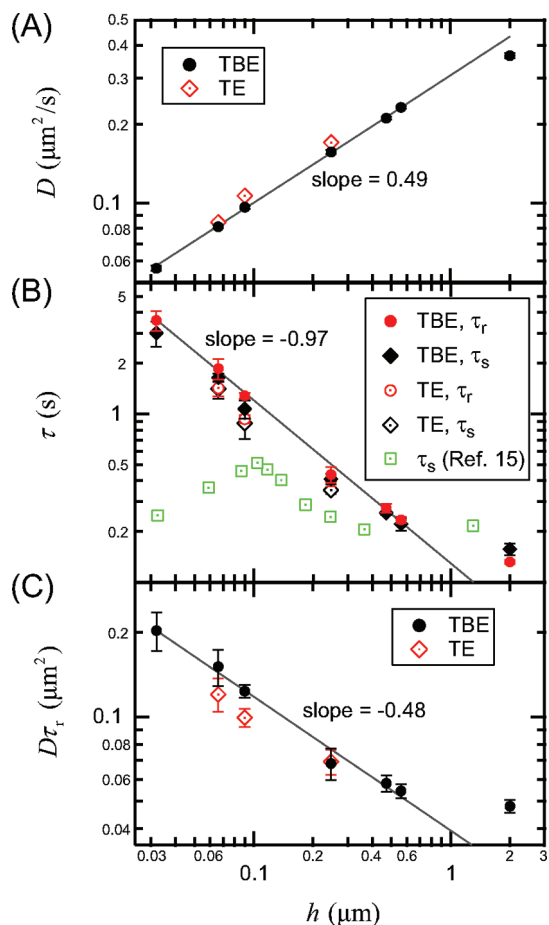 (A)
0.5
0.4
0.3
0.2
0.1
0.08
0.06
D (μm²/s)
TBE
TE
slope = 0.49
(B)
5
2
1
0.5
0.2
τ (s)
slope = -0.97
TBE, τr
TBE, τs
TE, τr
TE, τs
τs (Ref. 15)
(C)
0.2
0.1
0.08
0.06
0.04
Dτr (μm²)
TBE
TE
slope = -0.48
0.03 0.06 0.1 0.2 0.3 0.6 1 2 3
h (μm)